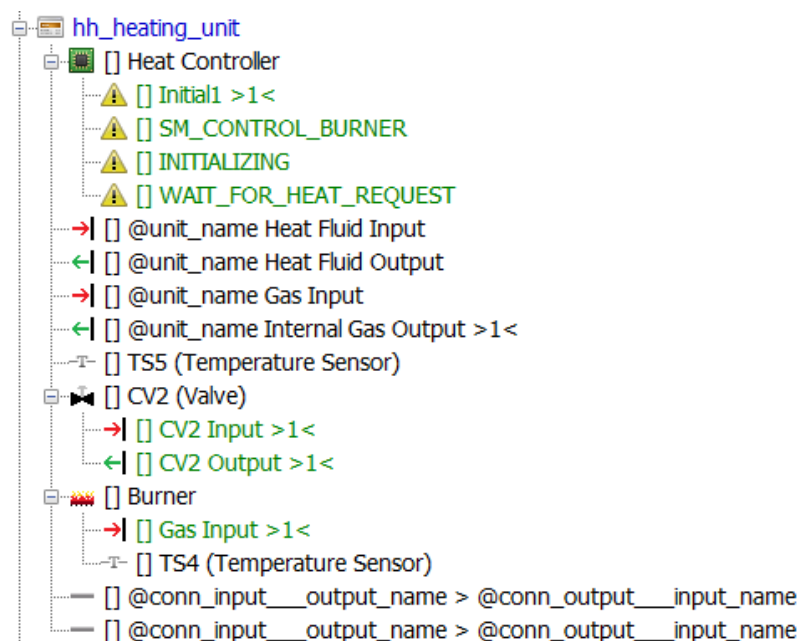 hh_heating_unit
[] Heat Controller
[] Initial1 >1<
[] SM_CONTROL_BURNER
[] INITIALIZING
[] WAIT_FOR_HEAT_REQUEST
[] @unit_name Heat Fluid Input
[] @unit_name Heat Fluid Output
[] @unit_name Gas Input
[] @unit_name Internal Gas Output >1<
-T- [] TS5 (Temperature Sensor)
[] CV2 (Valve)
[] CV2 Input >1<
[] CV2 Output >1<
[] Burner
[] Gas Input >1<
-T- [] TS4 (Temperature Sensor)
[] @conn_input___output_name > @conn_output___input_name
[] @conn_input___output_name > @conn_output___input_name